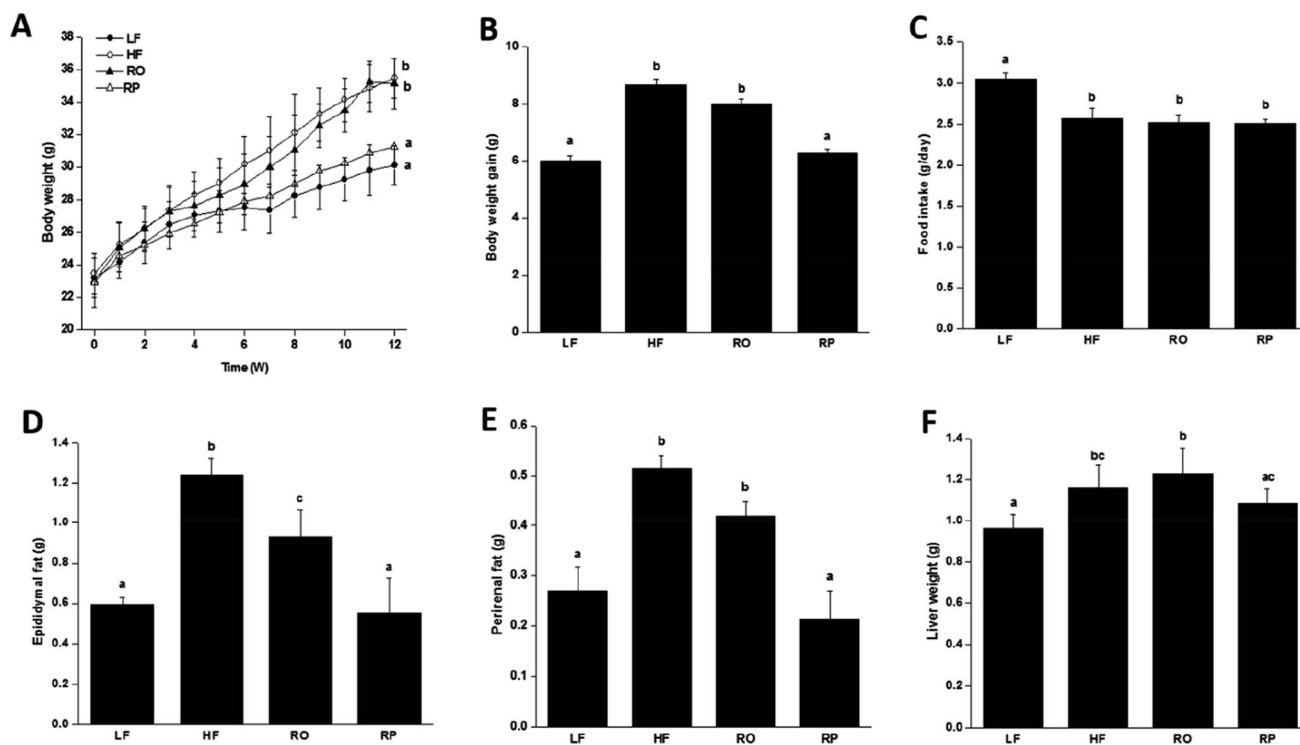 A
Body weight (g)
38
36
34
32
30
28
26
24
22
20
LF
HF
RO
RP
b
b
a
a
0 2 4 6 8 10 12
Time (W)
B
Body weight gain (g)
10
8
6
4
2
0
a
b
b
a
LF HF RO RP
C
Food intake (g/day)
3.5
3.0
2.5
2.0
1.5
1.0
0.5
0.0
a
b
b
b
LF HF RO RP
D
Epididymal fat (g)
1.4
1.2
1.0
0.8
0.6
0.4
0.2
0.0
a
b
c
a
LF HF RO RP
E
Perirenal fat (g)
0.6
0.5
0.4
0.3
0.2
0.1
0.0
a
b
b
a
LF HF RO RP
F
Liver weight (g)
1.4
1.2
1.0
0.8
0.6
0.4
0.2
0.0
a
bc
b
ac
LF HF RO RP